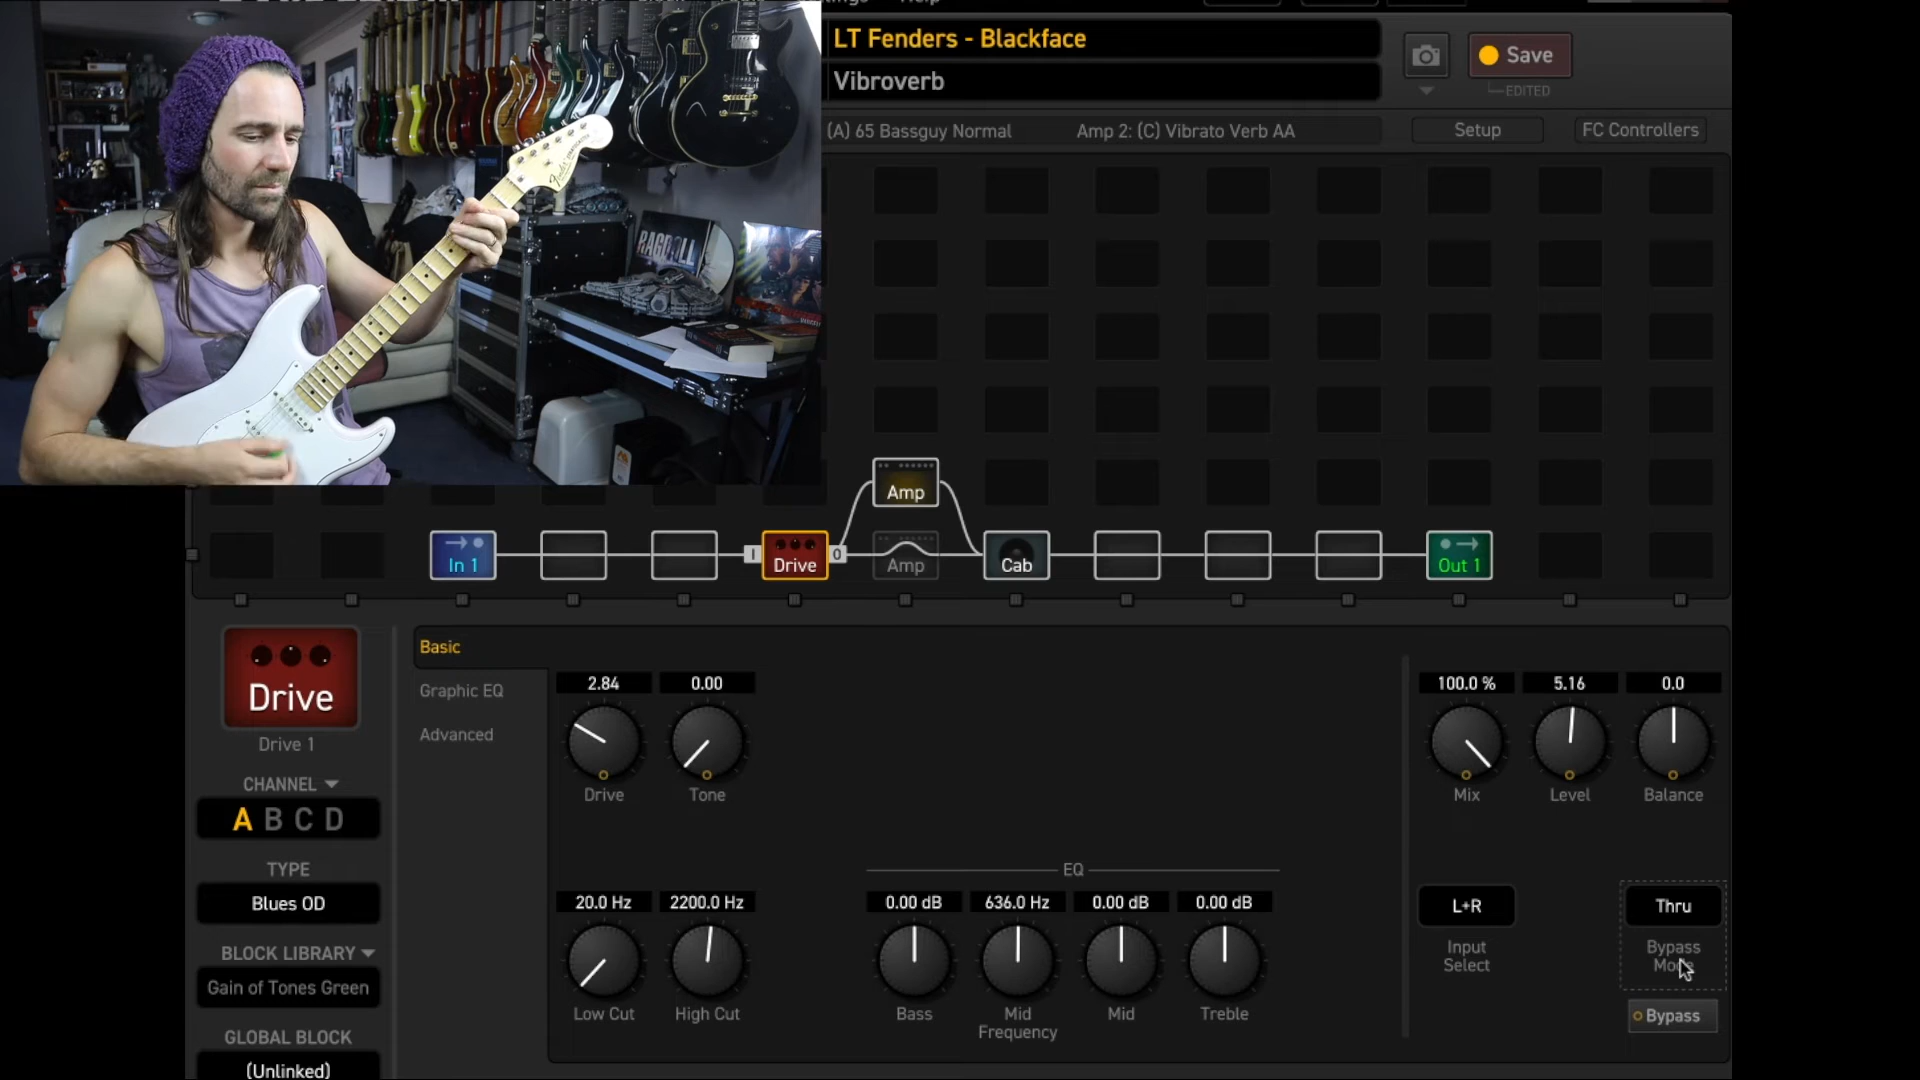 Help
LT Fenders - Blackface
Vibroverb
Save
EDITED
(A) 65 Bassguy Normal
Amp 2: (C) Vibrato Verb AA
Setup
FC Controllers
RAGDOLL
Fender
Amp
In 1
Drive
Amp
Cab
Out 1
Drive
Drive 1
CHANNEL
A B C D
TYPE
Blues OD
BLOCK LIBRARY
Gain of Tones Green
GLOBAL BLOCK
(Unlinked)
Basic
Graphic EQ
Advanced
2.84
0.00
Drive
Tone
100.0 %
5.16
0.0
Mix
Level
Balance
EQ
20.0 Hz
2200.0 Hz
0.00 dB
636.0 Hz
0.00 dB
0.00 dB
Low Cut
High Cut
Bass
Mid
Frequency
Mid
Treble
L+R
Input
Select
Thru
Bypass
Mode
Bypass